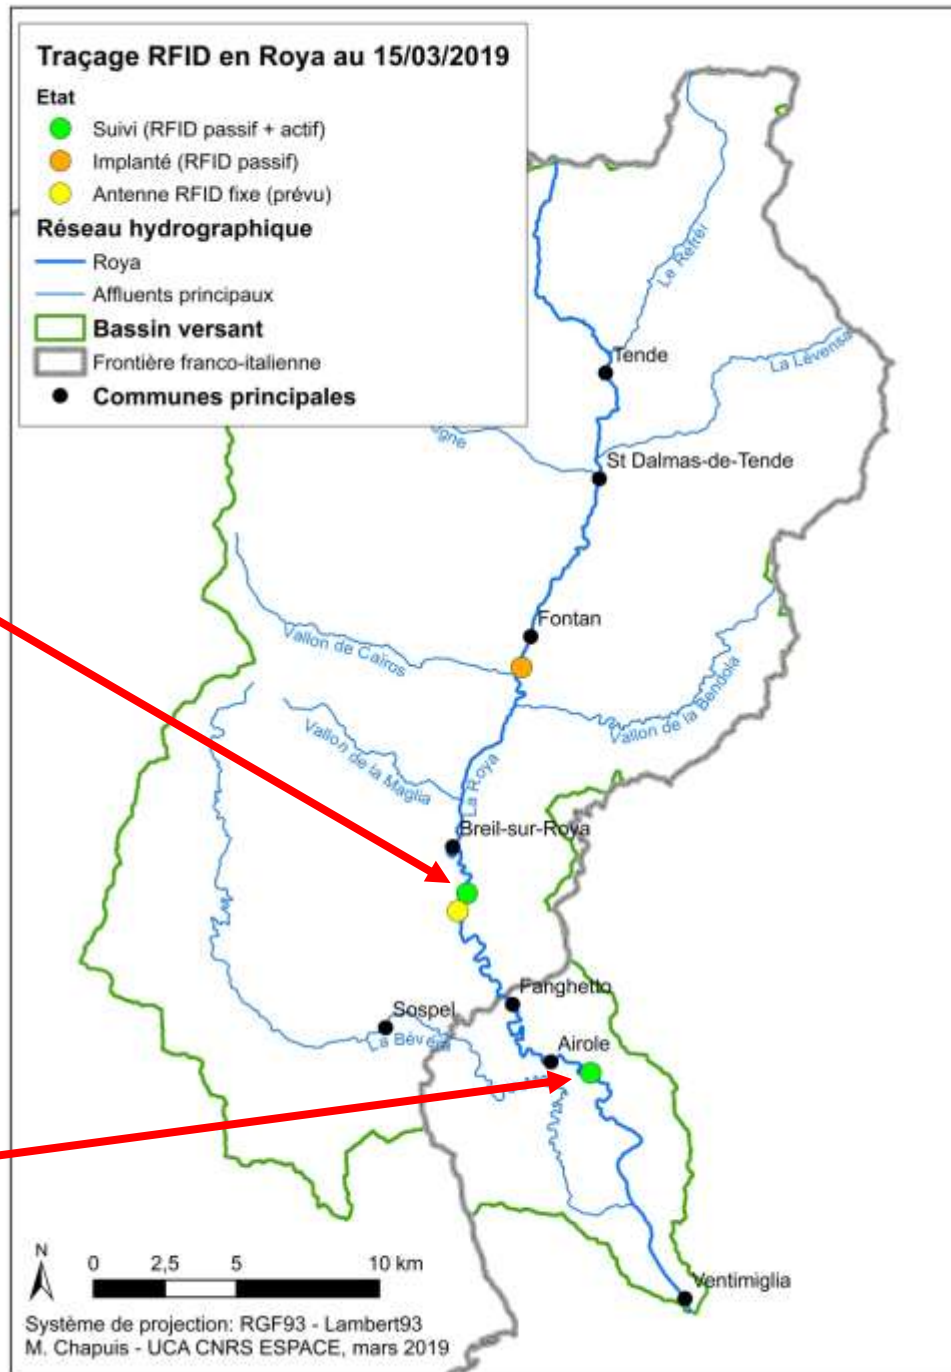 Traçage RFID en Roya au 15/03/2019
Etat
Suivi (RFID passif + actif)
Implanté (RFID passif)
Antenne RFID fixe (prévu)
Réseau hydrographique
Roya
Affluents principaux
Bassin versant
Frontière franco-italienne
Communes principales
Le Réfréi
Tende
La Lévensa
St Dalmas-de-Tende
Fontan
Vallon de Caïros
Vallon de la Bendola
Vallon de la Maglia
La Roya
Breil-sur-Roya
Fanghetto
Sospel
La Bévéra
Airole
Ventimiglia
N
0 2,5 5 10 km
Système de projection: RGF93 - Lambert93
M. Chapuis - UCA CNRS ESPACE, mars 2019